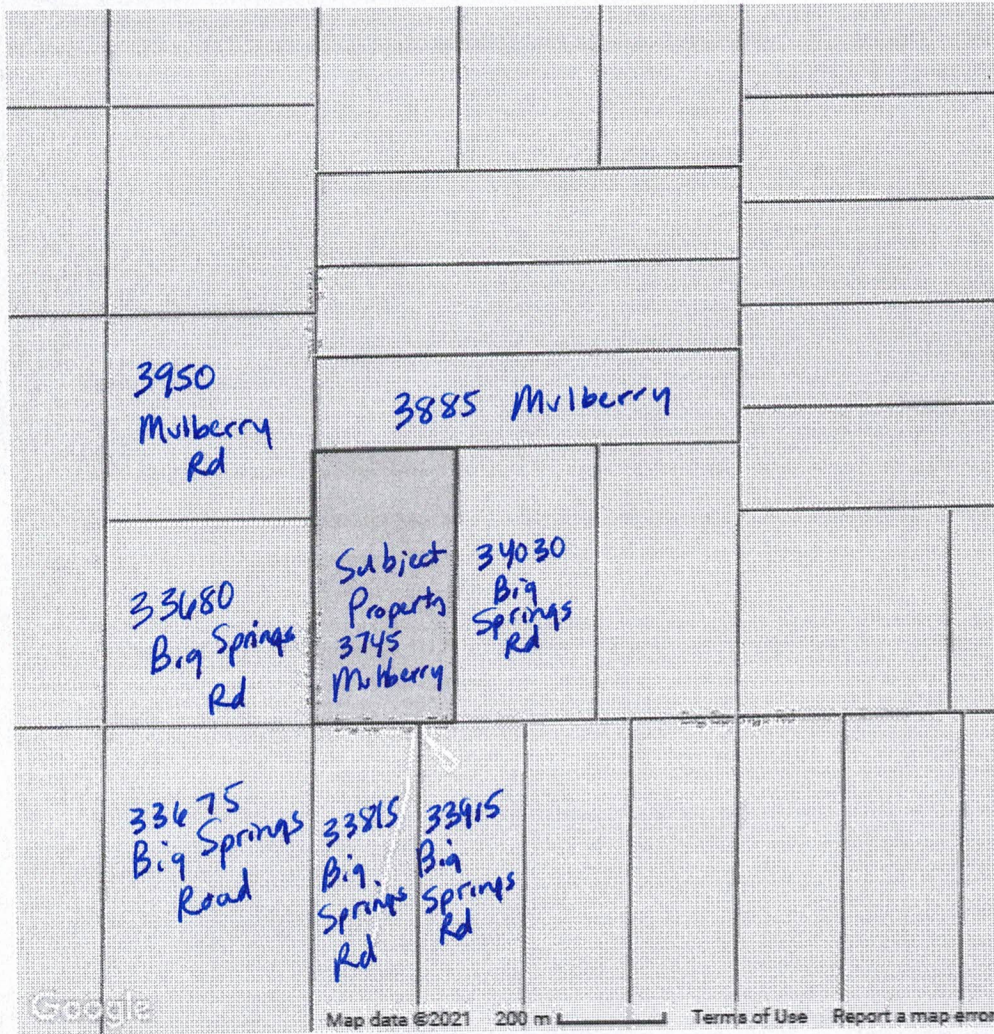 3950
Mulberry
Rd
3885 Mulberry
Subject
Property
3745
Mulberry
34030
Big
Springs
Rd
33680
Big Springs
Rd
33675
Big Springs
Road
33815
Big
Springs
Rd
33915
Big
Springs
Rd
Google
Map data ©2021 200 m Terms of Use Report a map error